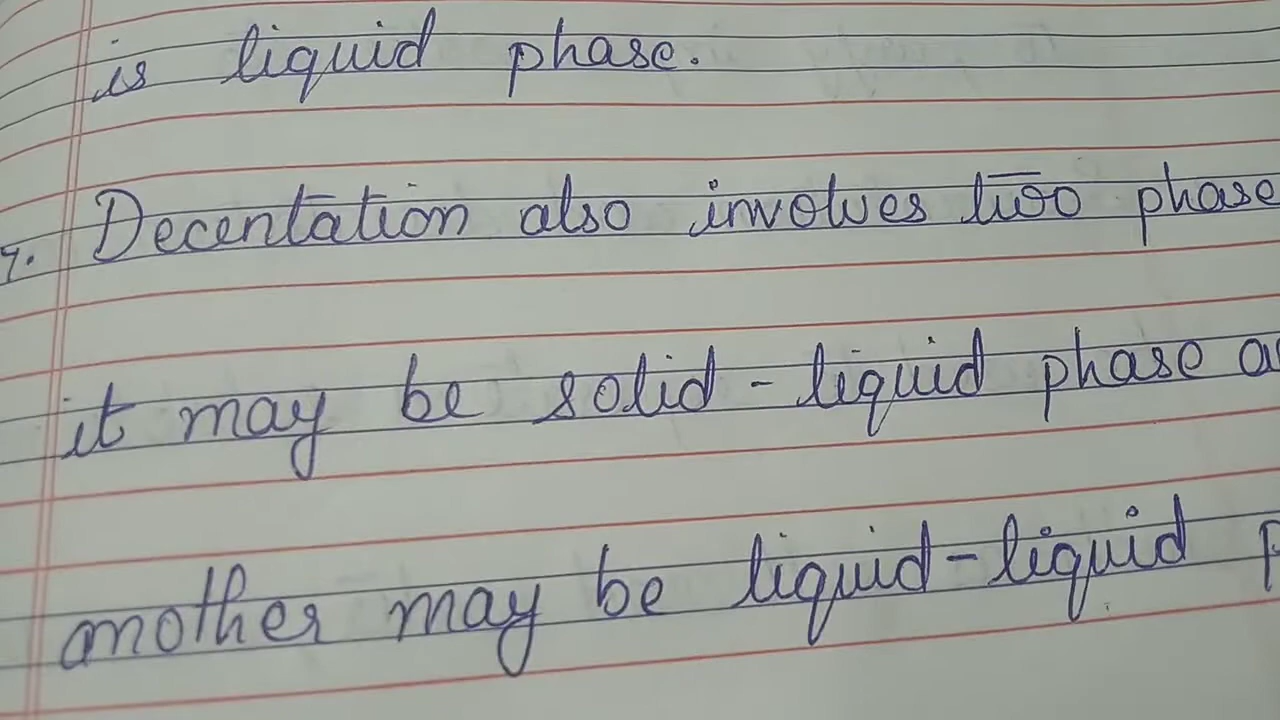 is liquid phase.
7. Decentation also involves two phase
it may be solid - liquid phase a
another may be liquid-liquid p